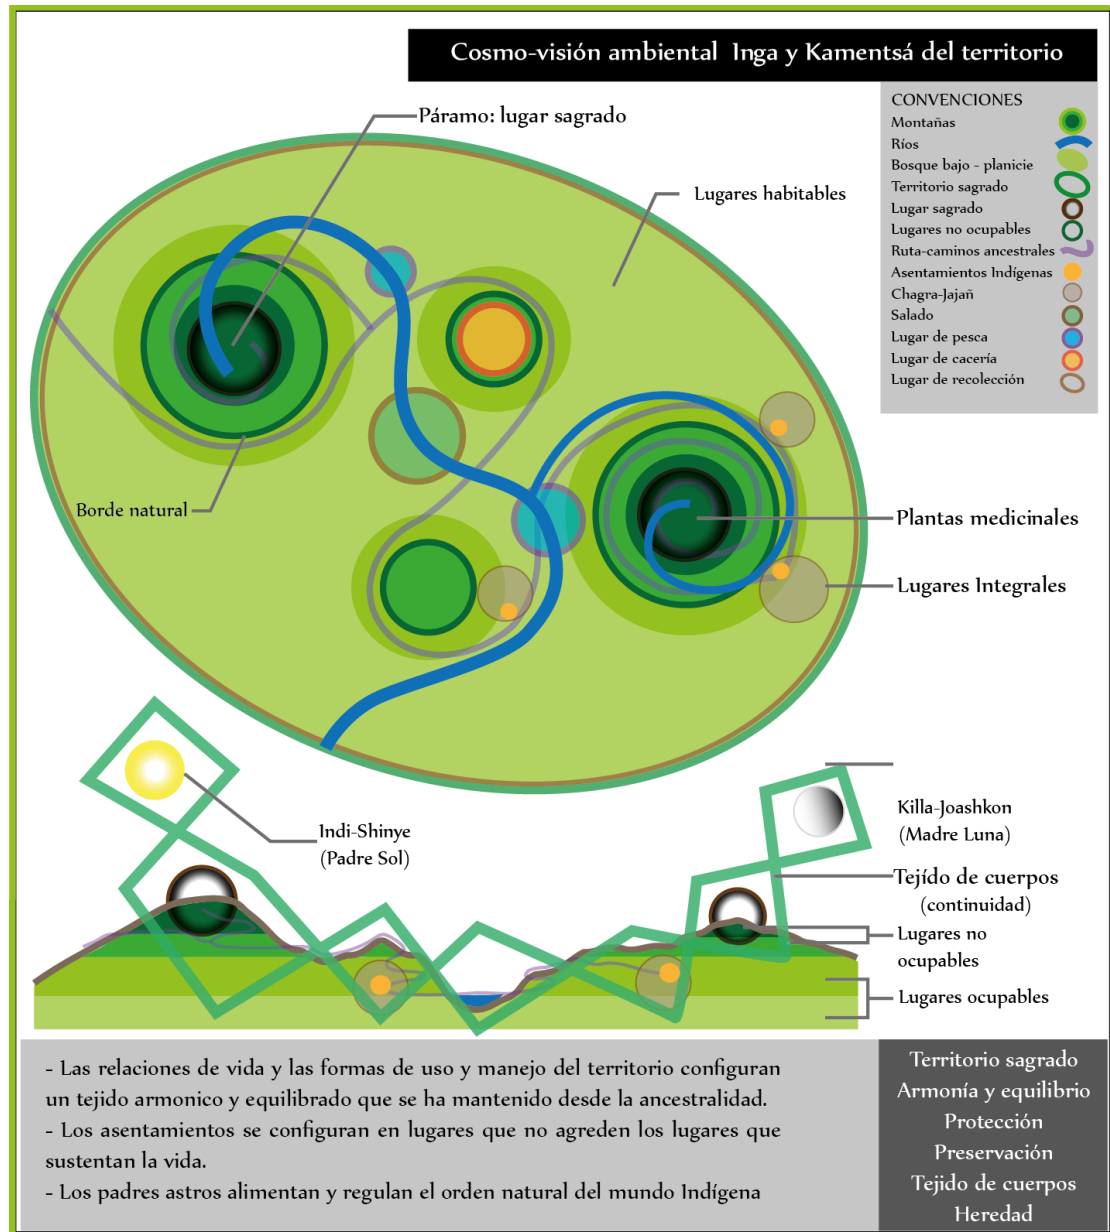 Cosmo-visión ambiental Inga y Kamentsá del territorio
CONVENCIONES
Montañas
Ríos
Bosque bajo - planicie
Territorio sagrado
Lugar sagrado
Lugares no ocupables
Ruta-caminos ancestrales
Asentamientos Indígenas
Chagra-Jajañ
Salado
Lugar de pesca
Lugar de cacería
Lugar de recolección
Páramo: lugar sagrado
Lugares habitables
Borde natural
Plantas medicinales
Lugares Integrales
Indi-Shinye
(Padre Sol)
Killa-Joashkon
(Madre Luna)
Tejído de cuerpos
(continuidad)
Lugares no
ocupables
Lugares ocupables
- Las relaciones de vida y las formas de uso y manejo del territorio configuran
un tejido armonico y equilibrado que se ha mantenido desde la ancestralidad.
- Los asentamientos se configuran en lugares que no agreden los lugares que
sustentan la vida.
- Los padres astros alimentan y regulan el orden natural del mundo Indígena
Territorio sagrado
Armonía y equilibrio
Protección
Preservación
Tejido de cuerpos
Heredad